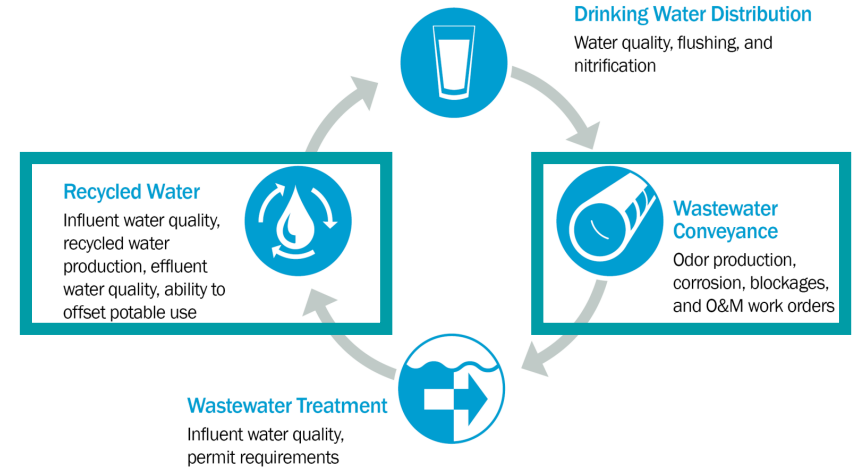 Drinking Water Distribution
Water quality, flushing, and
nitrification
Recycled Water
Influent water quality,
recycled water
production, effluent
water quality, ability to
offset potable use
Wastewater
Conveyance
Odor production,
corrosion, blockages,
and O&M work orders
Wastewater Treatment
Influent water quality,
permit requirements